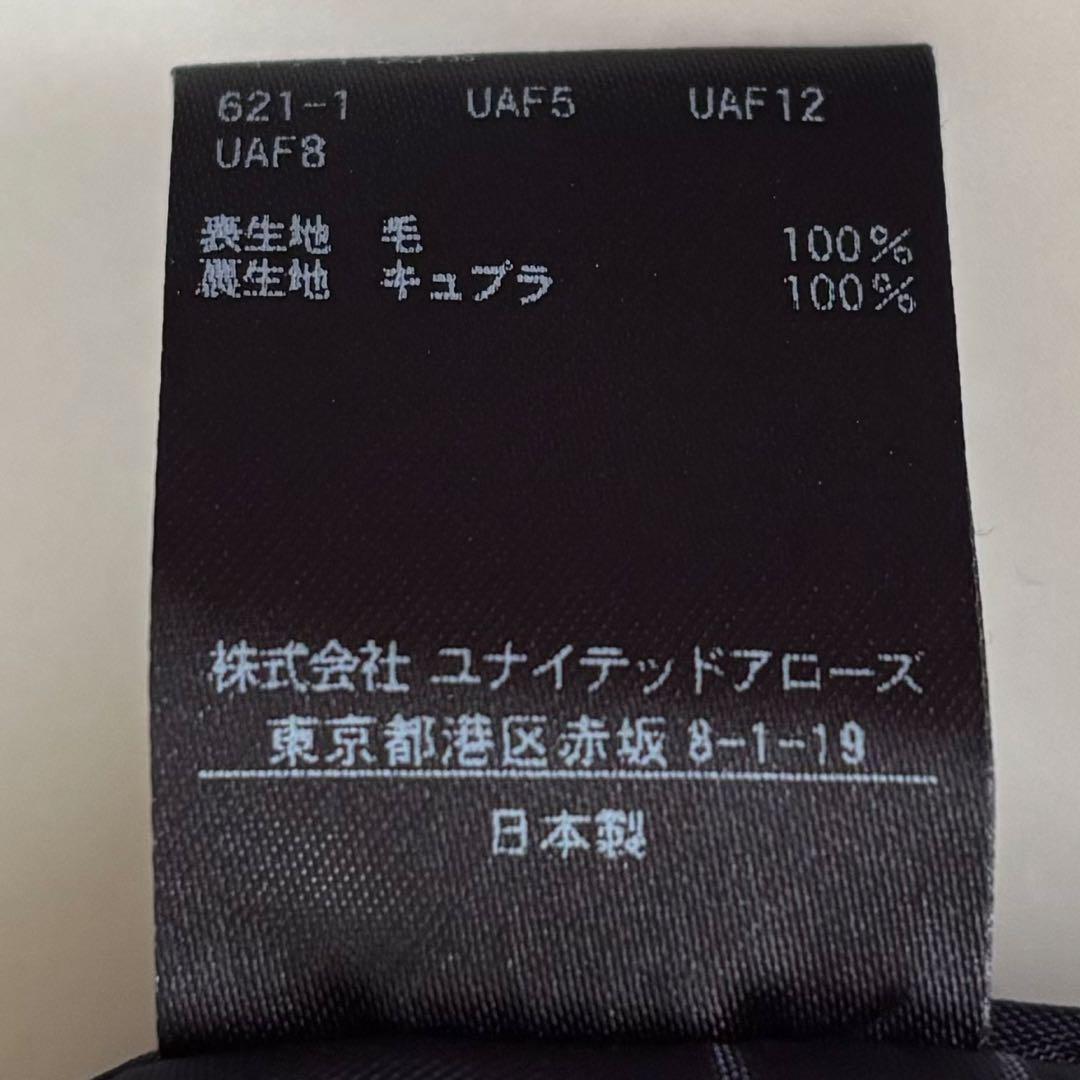 621-1 UAF5 UAF12
UAF8
表生地 毛 100%
裏生地 キュプラ 100%
株式会社 ユナイテッドアローズ
東京都港区赤坂 8-1-19
日本製